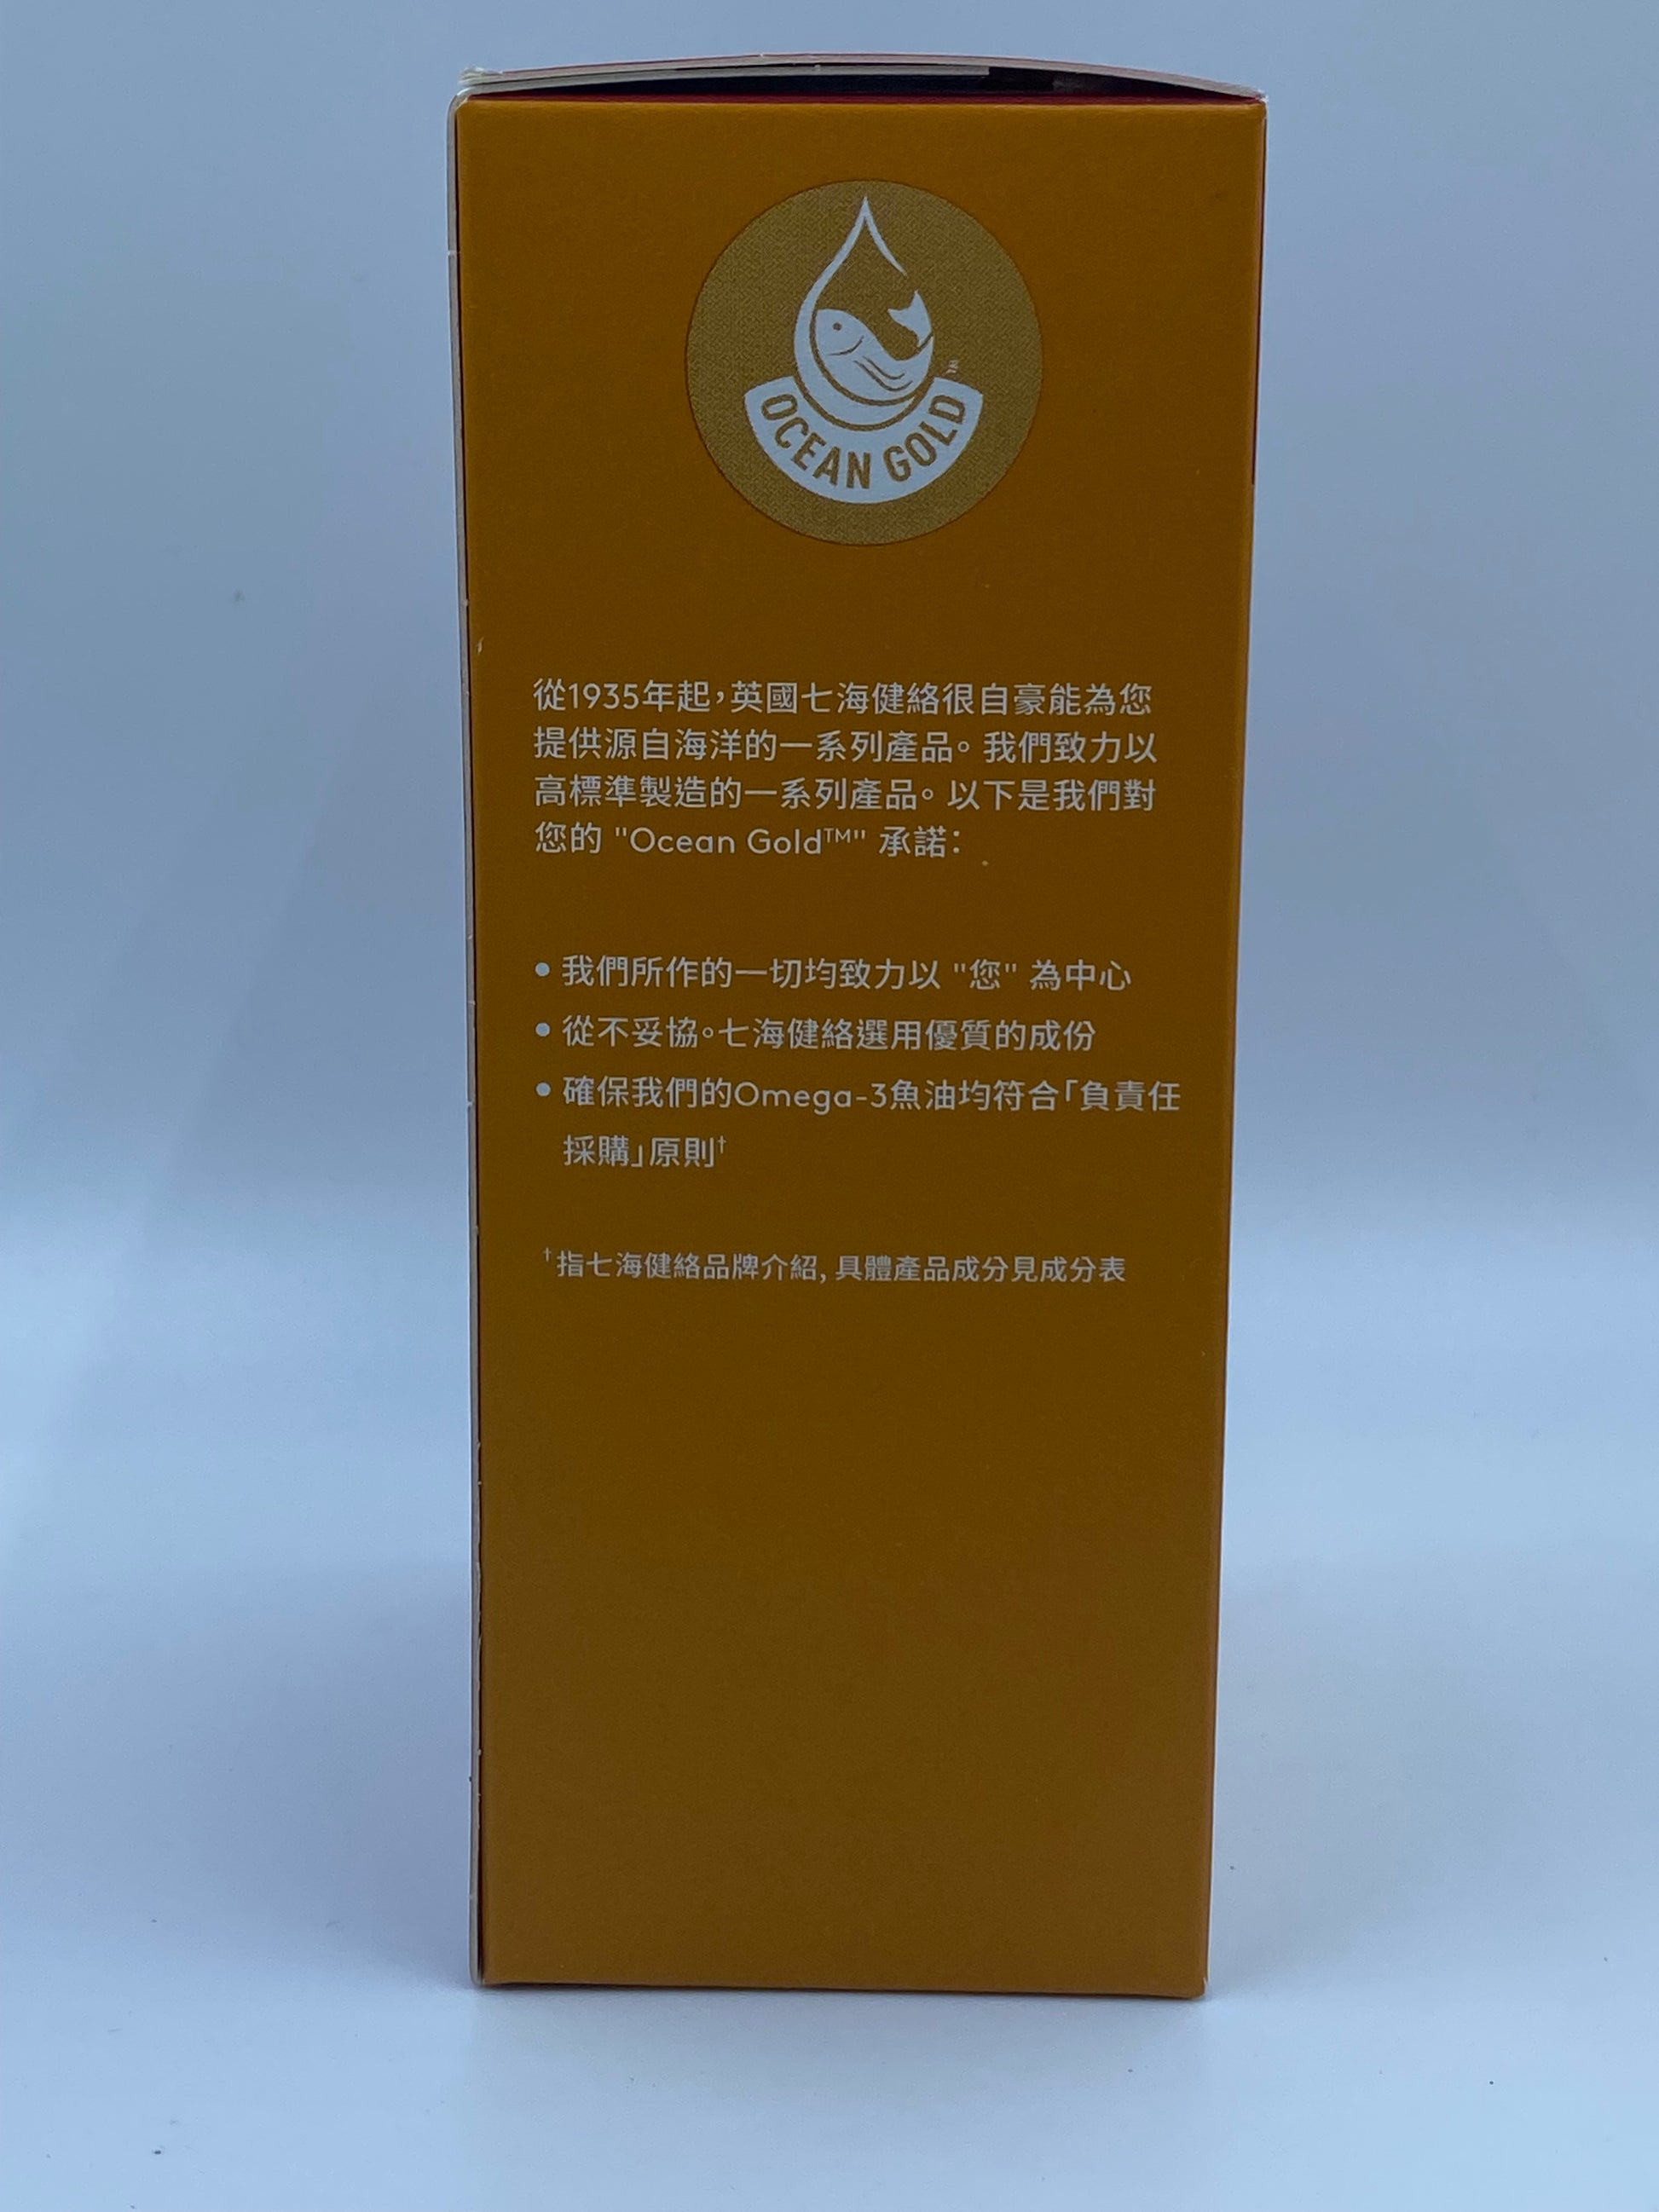 OCEAN GOLD
從1935年起，英國七海健絡很自豪能為您
提供源自海洋的一系列產品。我們致力以
高標準製造的一系列產品。以下是我們對
您的 "Ocean Gold™" 承諾：
• 我們所作的一切均致力以 "您" 為中心
• 從不妥協。七海健絡選用優質的成份
• 確保我們的Omega-3魚油均符合「負責任
採購」原則†
†指七海健絡品牌介紹, 具體產品成分見成分表